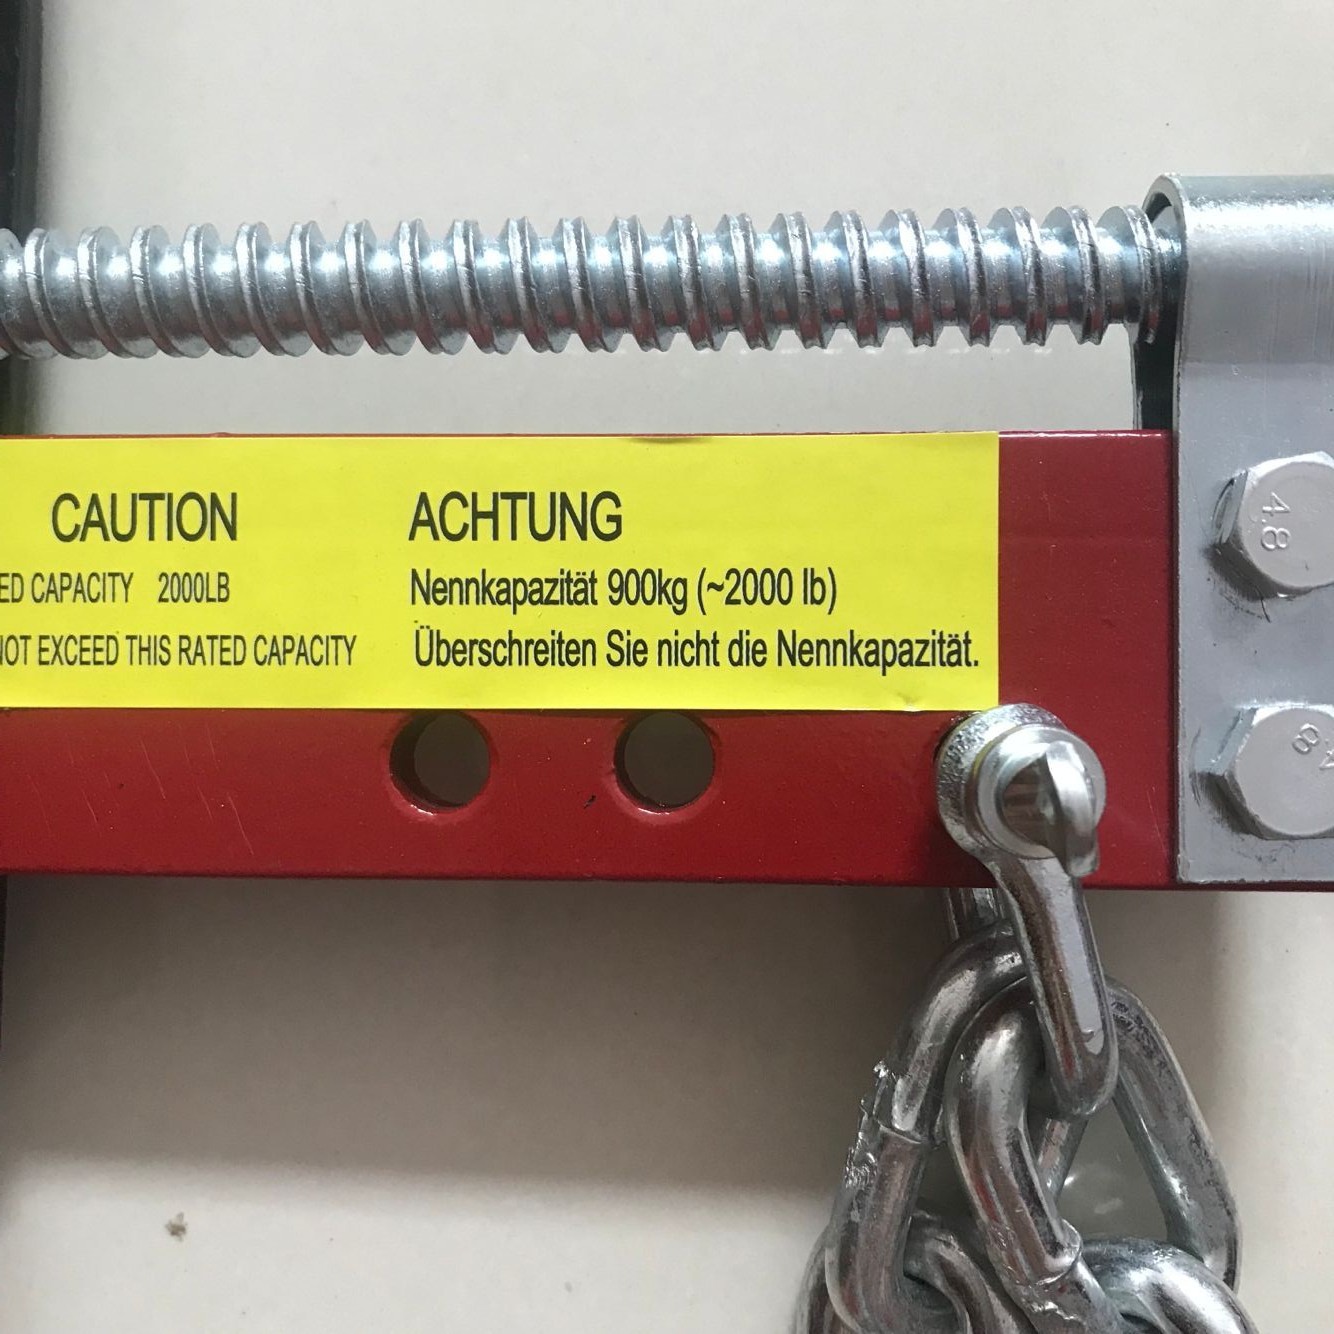 CAUTION
ED CAPACITY 2000LB
NOT EXCEED THIS RATED CAPACITY
ACHTUNG
Nennkapazität 900kg (~2000 lb)
Überschreiten Sie nicht die Nennkapazität.
4.8
8